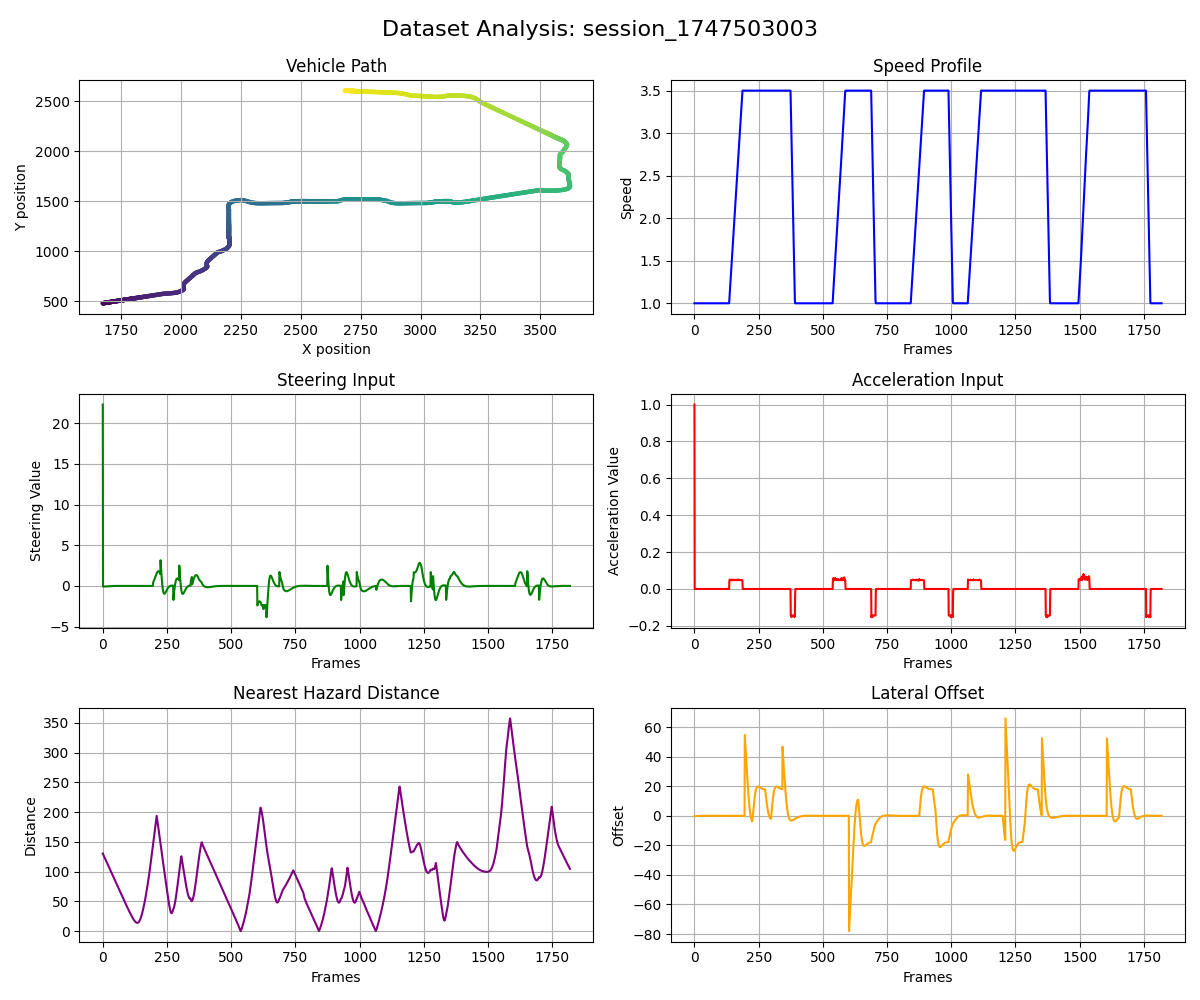 Dataset Analysis: session_1747503003
Vehicle Path
Y position
2500
2000
1500
1000
500
1750 2000 2250 2500 2750 3000 3250 3500
X position
Speed Profile
Speed
3.5
3.0
2.5
2.0
1.5
1.0
0 250 500 750 1000 1250 1500 1750
Frames
Steering Input
Steering Value
20
15
10
5
0
−5
0 250 500 750 1000 1250 1500 1750
Frames
Acceleration Input
Acceleration Value
1.0
0.8
0.6
0.4
0.2
0.0
−0.2
0 250 500 750 1000 1250 1500 1750
Frames
Nearest Hazard Distance
Distance
350
300
250
200
150
100
50
0
0 250 500 750 1000 1250 1500 1750
Frames
Lateral Offset
Offset
60
40
20
0
−20
−40
−60
−80
0 250 500 750 1000 1250 1500 1750
Frames